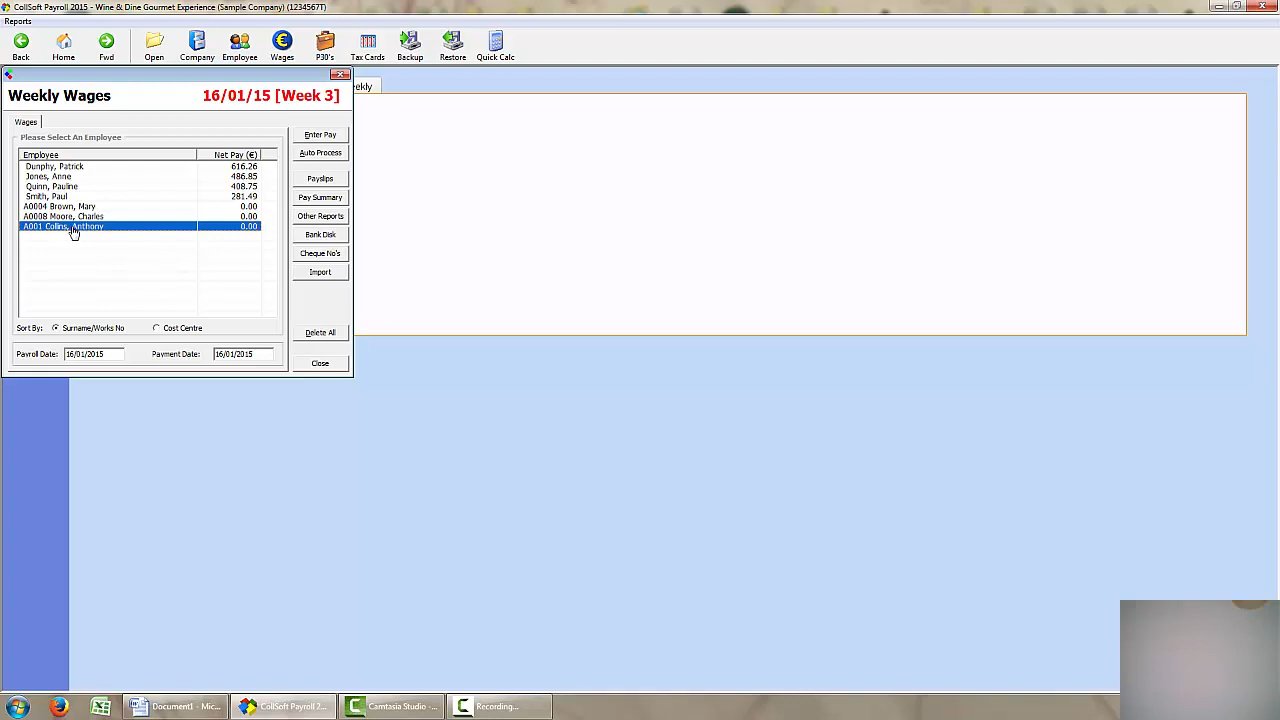 CollSoft Payroll 2015 - Wine & Dine Gourmet Experience (Sample Company) (1234567T)
Reports
Back Home Fwd Open Company Employee Wages P30's Tax Cards Backup Restore Quick Calc
Weekly Wages 16/01/15 [Week 3]
ekly
Wages
Please Select An Employee
Employee Net Pay (€)
Dunphy, Patrick 616.26
Jones, Anne 486.85
Quinn, Pauline 408.75
Smith, Paul 281.49
A0004 Brown, Mary 0.00
A0008 Moore, Charles 0.00
A001 Colins, Anthony 0.00
Sort By: Surname/Works No Cost Centre
Payroll Date: 16/01/2015 Payment Date: 16/01/2015
Enter Pay
Auto Process
Payslips
Pay Summary
Other Reports
Bank Disk
Cheque No's
Import
Delete All
Close
Document1 - Mic... CollSoft Payroll 2... Camtasia Studio -... Recording...